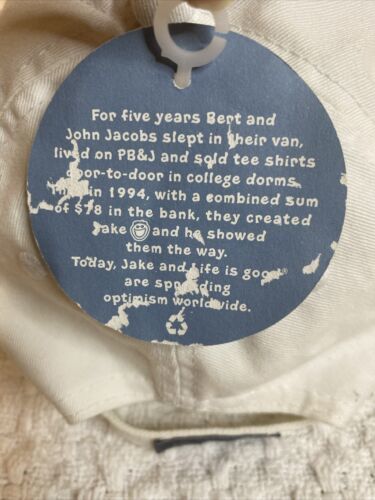 For five years Bert and
John Jacobs slept in their van,
lived on PB&J and sold tee shirts
door-to-door in college dorms.
in 1994, with a combined sum
of $78 in the bank, they created
Jake and he showed
them the way.
Today, Jake and Life is good®
are spreading
optimism worldwide.